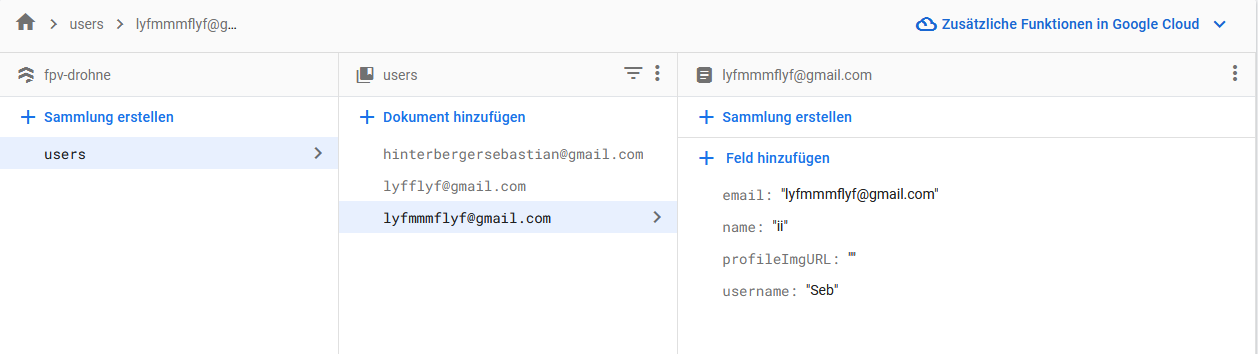 users lyfmmmflyf@g... Zusätzliche Funktionen in Google Cloud
fpv-drohne
Sammlung erstellen
users
users
Dokument hinzufügen
hinterbergersebastian@gmail.com
lyfflyf@gmail.com
lyfmmmflyf@gmail.com
lyfmmmflyf@gmail.com
Sammlung erstellen
Feld hinzufügen
email: "lyfmmmflyf@gmail.com"
name: "ii"
profileImgURL: ""
username: "Seb"